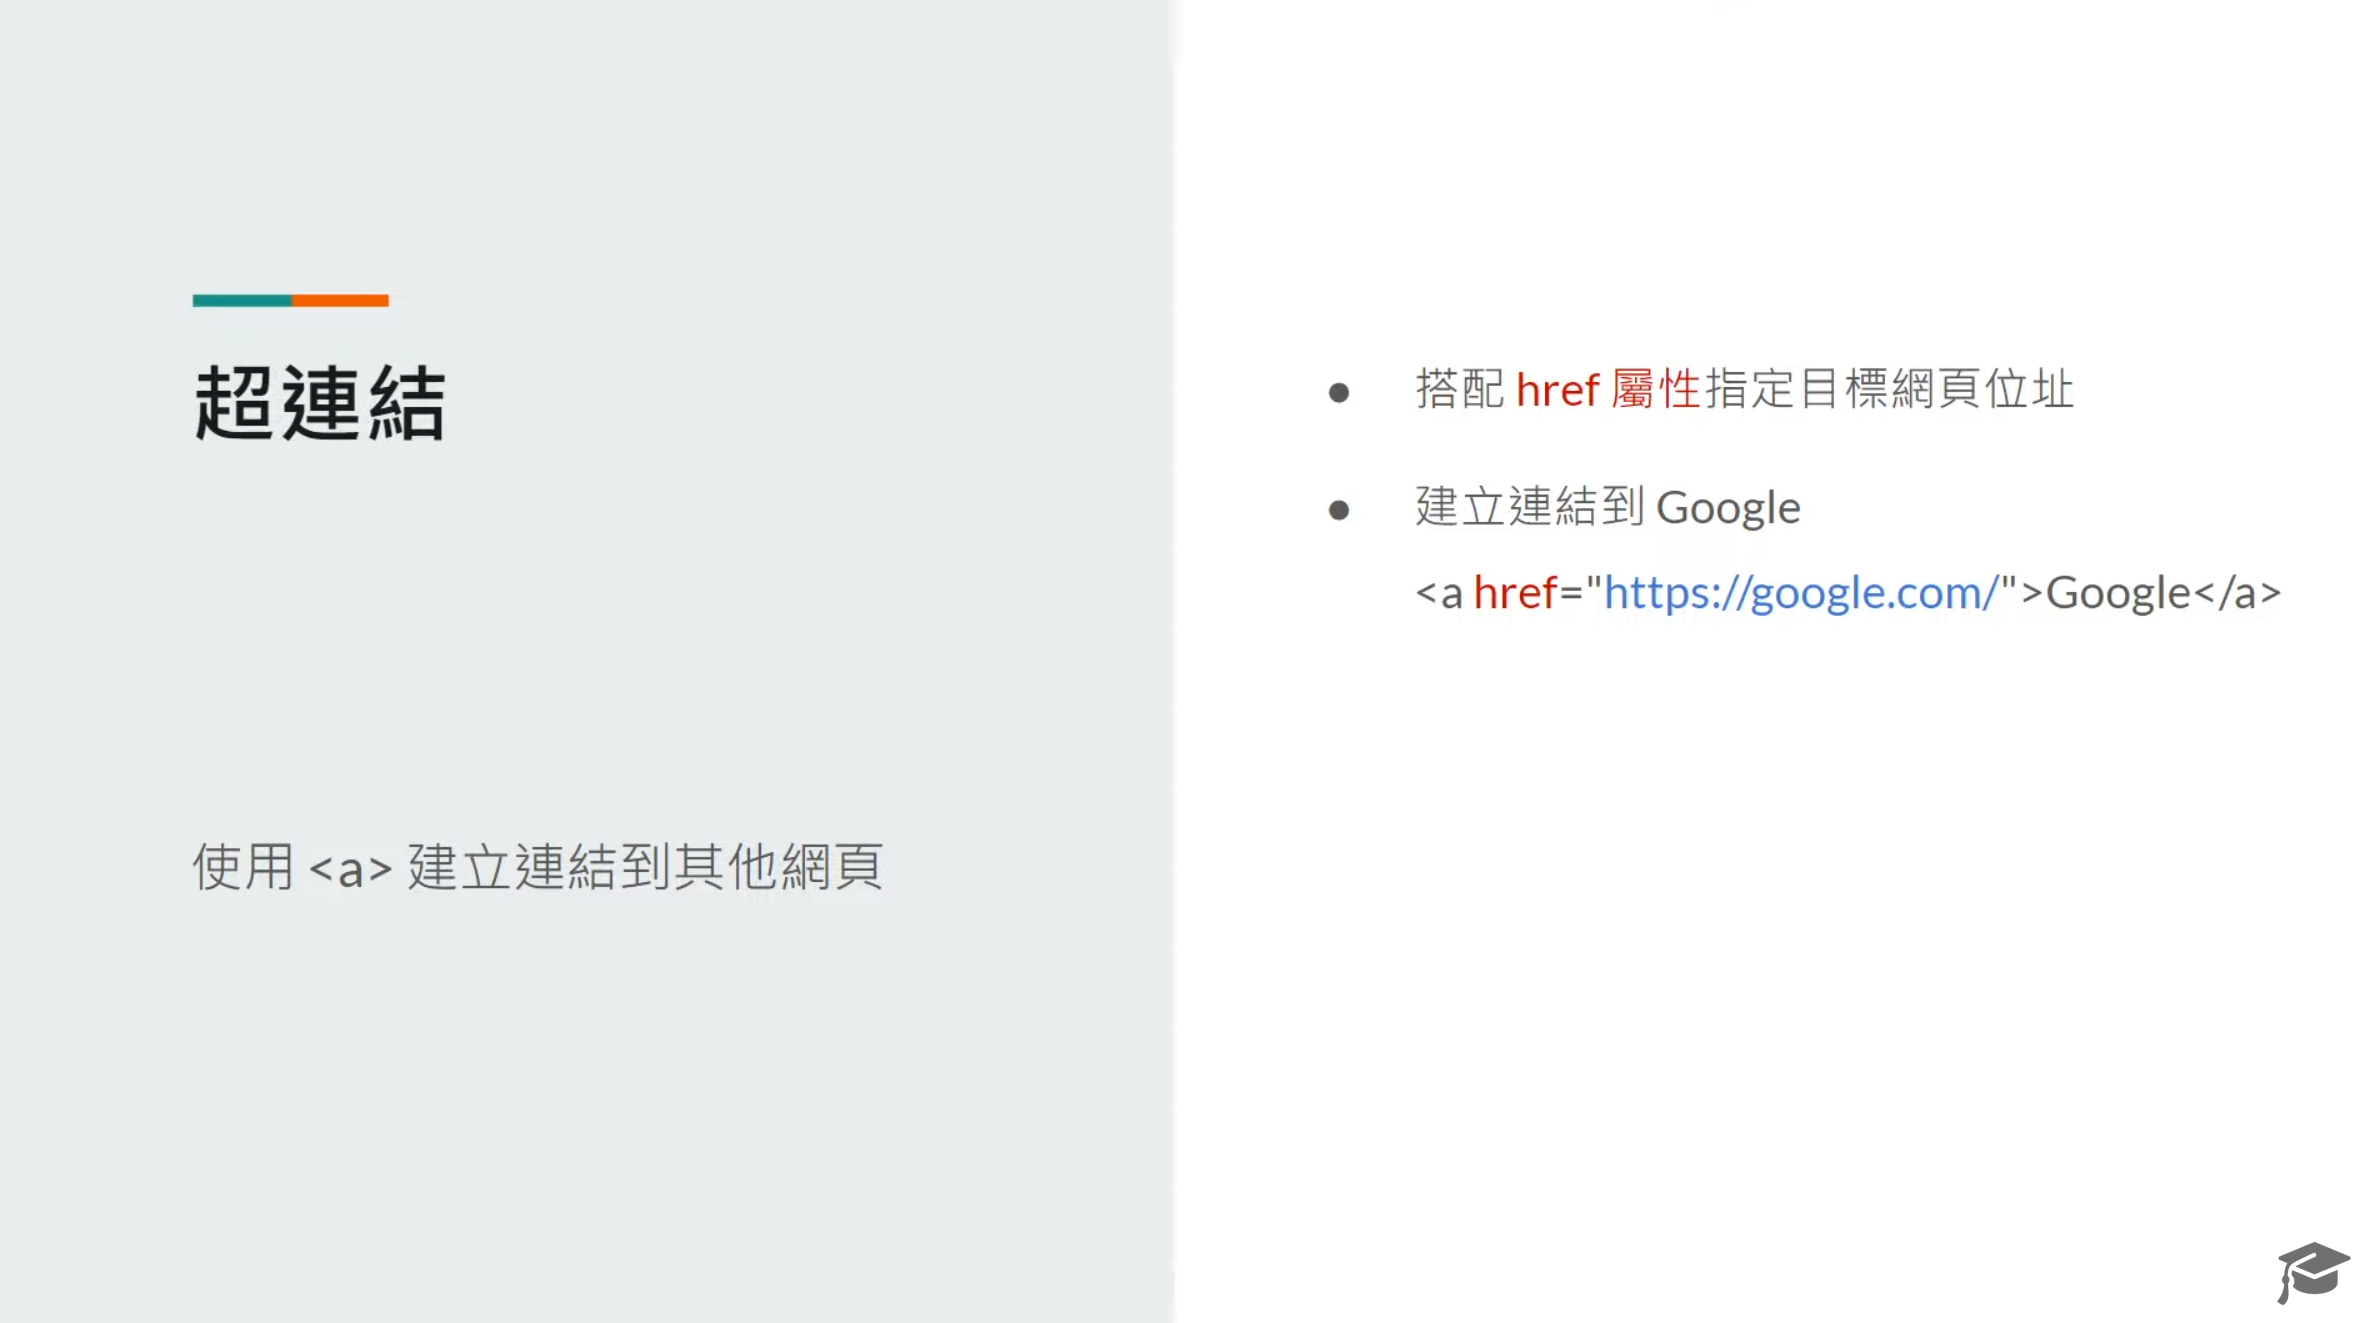 超連結
使用 <a> 建立連結到其他網頁
● 搭配 href 屬性指定目標網頁位址
● 建立連結到 Google
<a href="https://google.com/">Google</a>